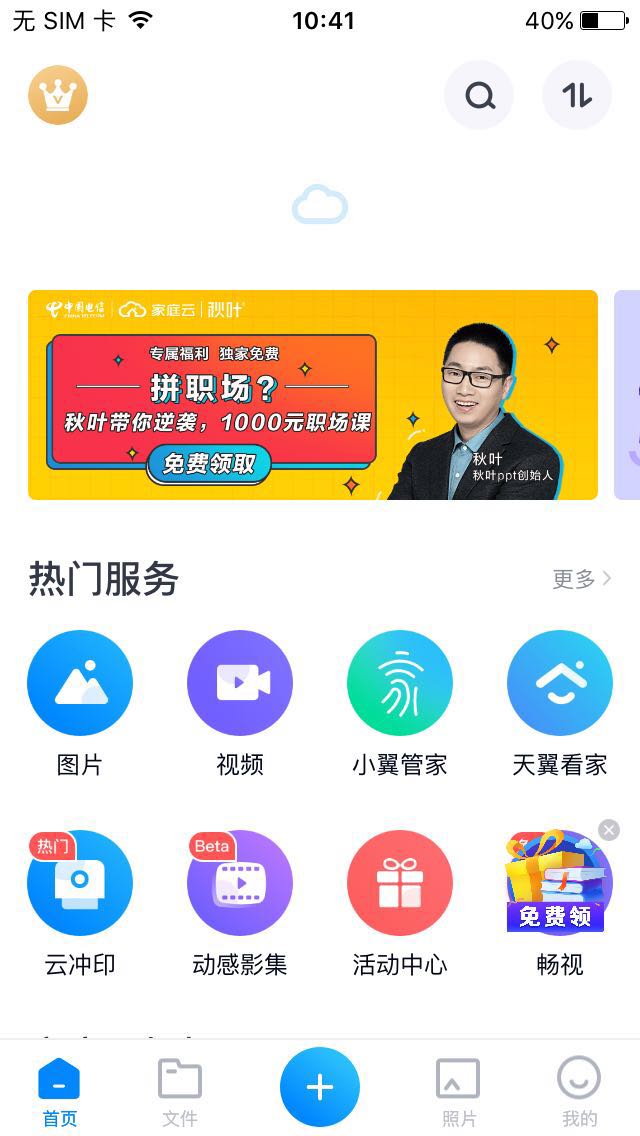 无 SIM 卡 10:41 40%
中国电信 CHINA TELECOM 家庭云 秋叶
专属福利 独家免费
拼职场?
秋叶带你逆袭，1000元职场课
免费领取
秋叶
秋叶ppt创始人
热门服务 更多
图片 视频 小翼管家 天翼看家
热门 Beta
免费领
云冲印 动感影集 活动中心 畅视
首页 文件 照片 我的